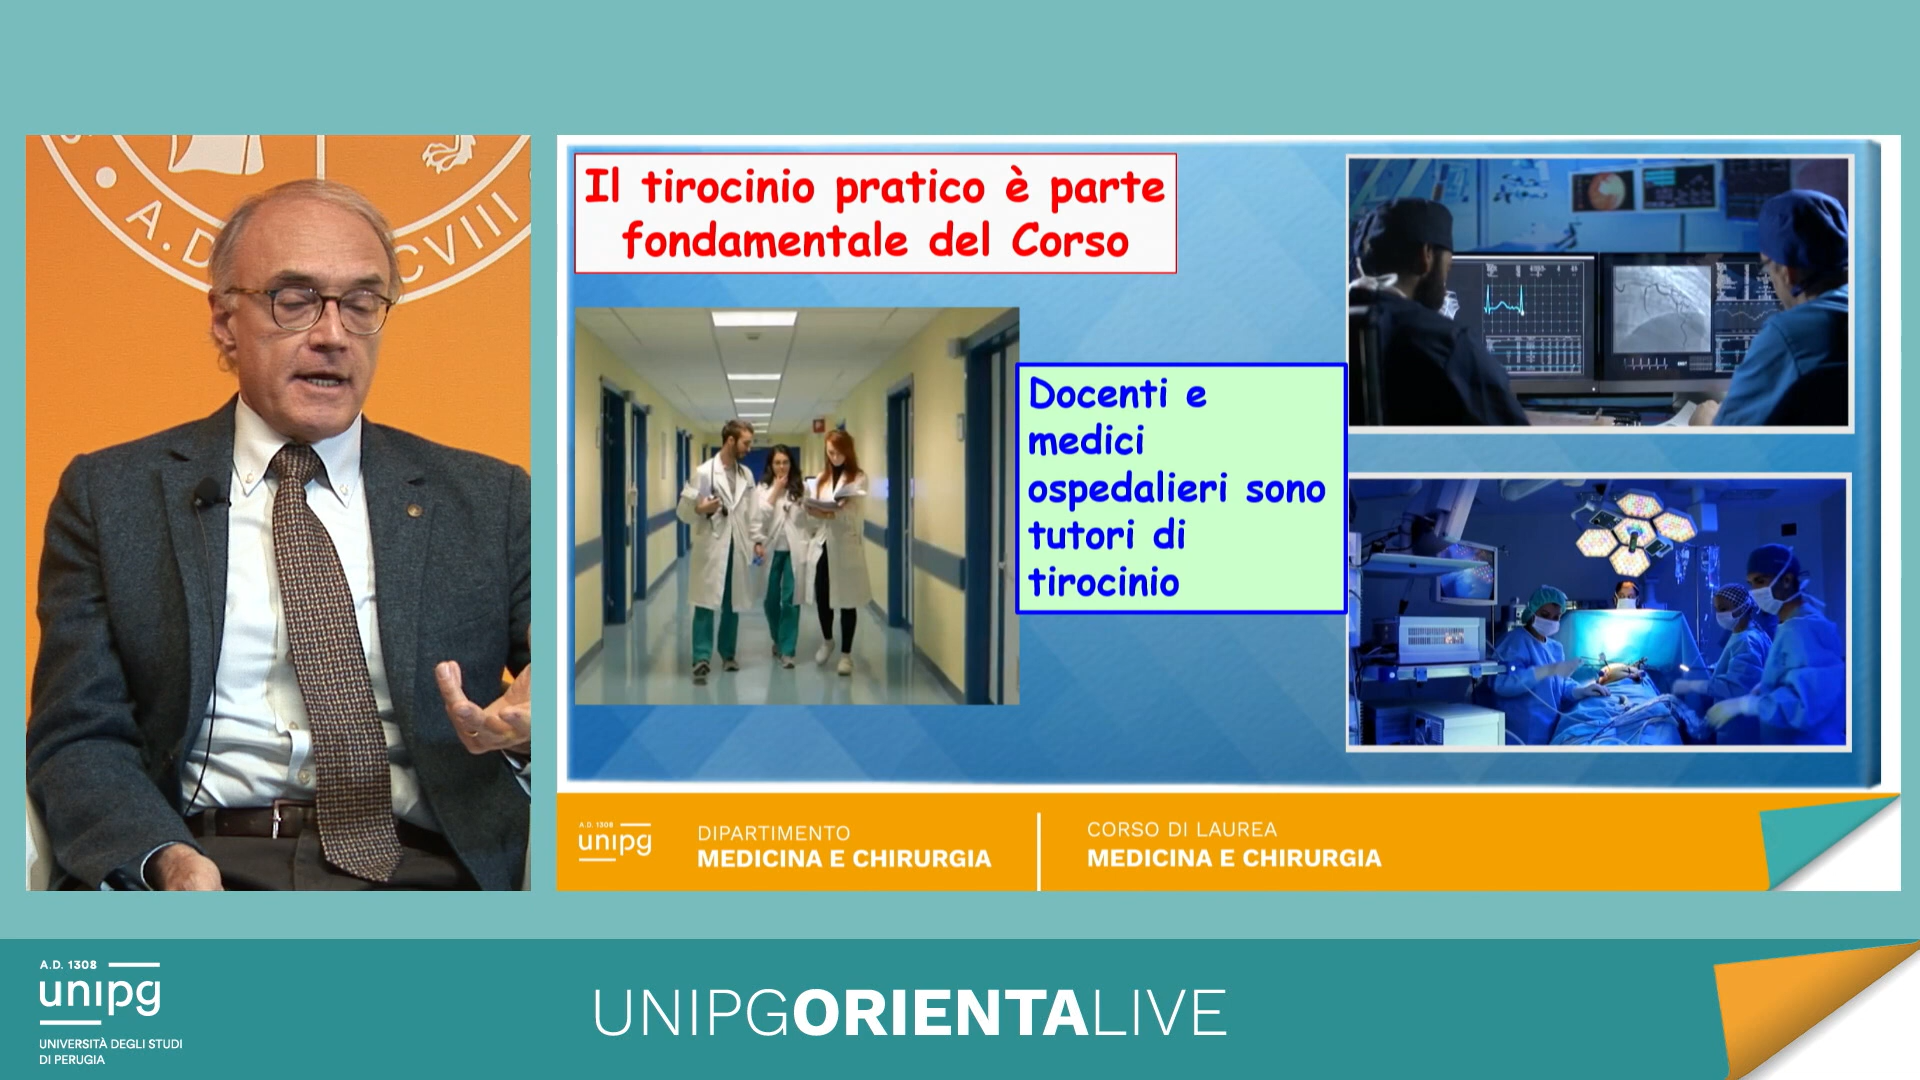 A.D.
CVIII
Il tirocinio pratico è parte
fondamentale del Corso
Docenti e
medici
ospedalieri sono
tutori di
tirocinio
A.D. 1308
unipg
DIPARTIMENTO
MEDICINA E CHIRURGIA
CORSO DI LAUREA
MEDICINA E CHIRURGIA
A.D. 1308
unipg
UNIVERSITÀ DEGLI STUDI
DI PERUGIA
UNIPGORIENTALIVE